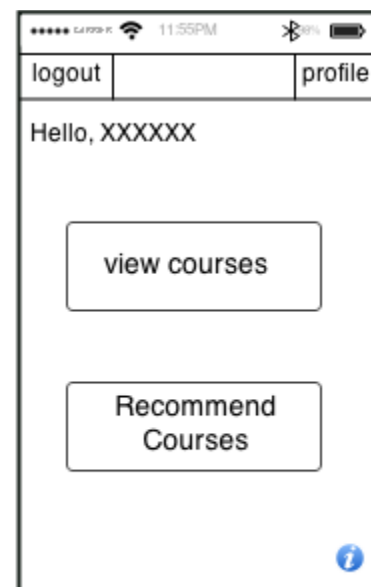 11:55PM
logout profile
Hello, XXXXXX
view courses
Recommend
Courses
i